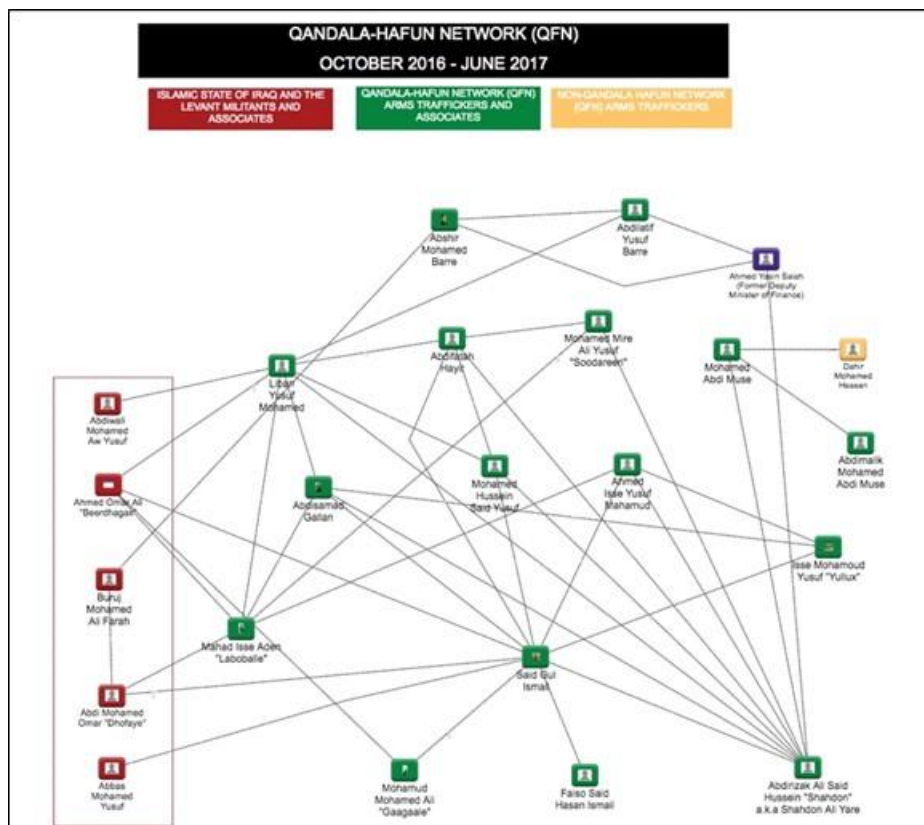 QANDALA-HAFUN NETWORK (QFN)
OCTOBER 2016 - JUNE 2017
ISLAMIC STATE OF IRAQ AND THE
LEVANT MILITANTS AND
ASSOCIATES
QANDALA-HAFUN NETWORK (QFN)
ARMS TRAFFICKERS AND
ASSOCIATES
NON-QANDALA HAFUN NETWORK
(QFN) ARMS TRAFFICKERS
Abshir
Mohamed
Barre
Abdilatif
Yusuf
Barre
Ahmed Yasin Salah
(Former Deputy
Minister of Finance)
Liban
Yusuf
Mohamed
Abdifatah
Hayir
Mohamed Mire
Ali Yusuf
"Soodareen"
Mohamed
Abdi Muse
Dahir
Mohamed
Hassan
Abdiwali
Mohamed
Aw Yusuf
Ahmed Omar Ali
"Beerdhagax"
Abdisamad
Gallan
Mohamed
Hussein
Said Yusuf
Ahmed
Isse Yusuf
Mahamud
Abdimalik
Mohamed
Abdi Muse
Isse Mohamoud
Yusuf "Yullux"
Buruj
Mohamed
Ali Farah
Mahad Isse Aden
"Laboballe"
Said Gul
Ismail
Abdi Mohamed
Omar "Dhofaye"
Abbas
Mohamed
Yusuf
Mohamud
Mohamed Ali
"Gaagaale"
Faiso Said
Hasan Ismail
Abdirizak Ali Said
Hussein "Shahdon"
a.k.a Shahdon Ali Yare